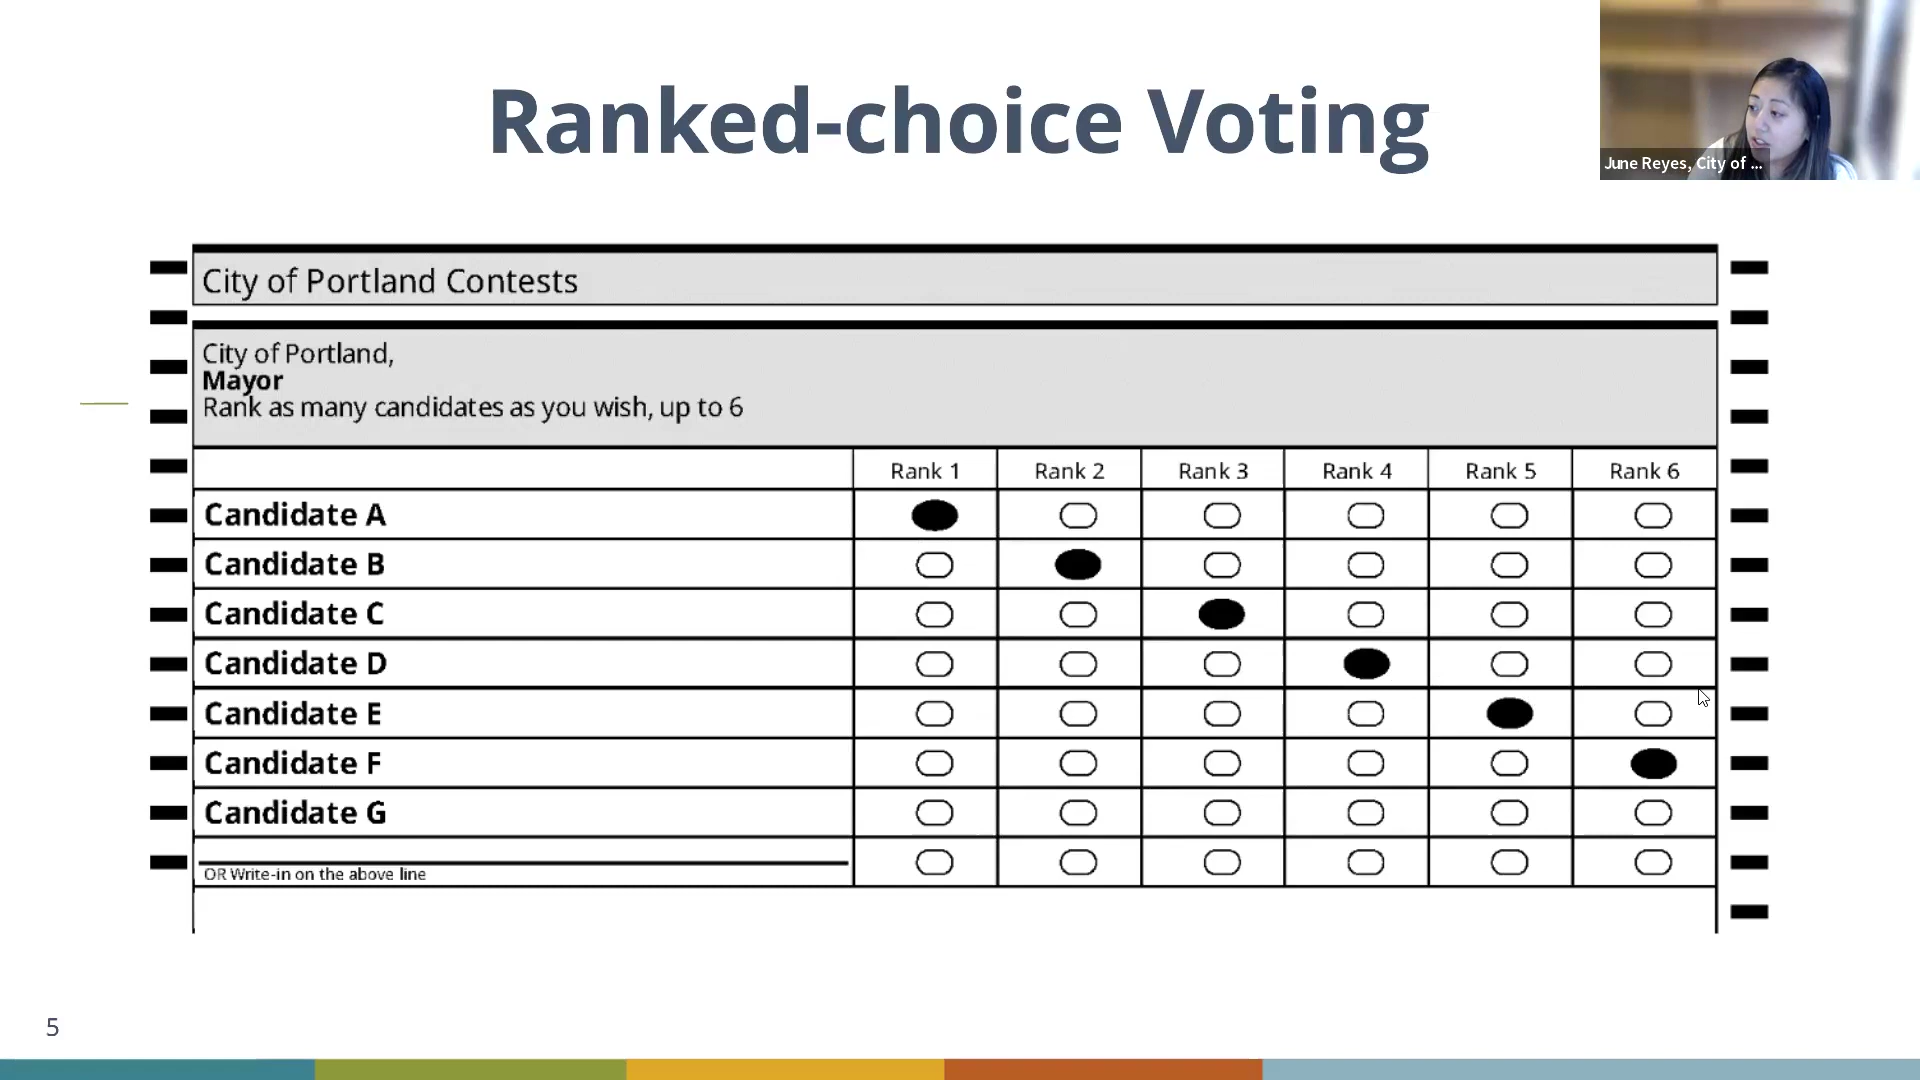 Ranked-choice Voting
June Reyes, City of ...
City of Portland Contests
City of Portland,
Mayor
Rank as many candidates as you wish, up to 6
Rank 1 Rank 2 Rank 3 Rank 4 Rank 5 Rank 6
Candidate A
Candidate B
Candidate C
Candidate D
Candidate E
Candidate F
Candidate G
OR Write-in on the above line
5